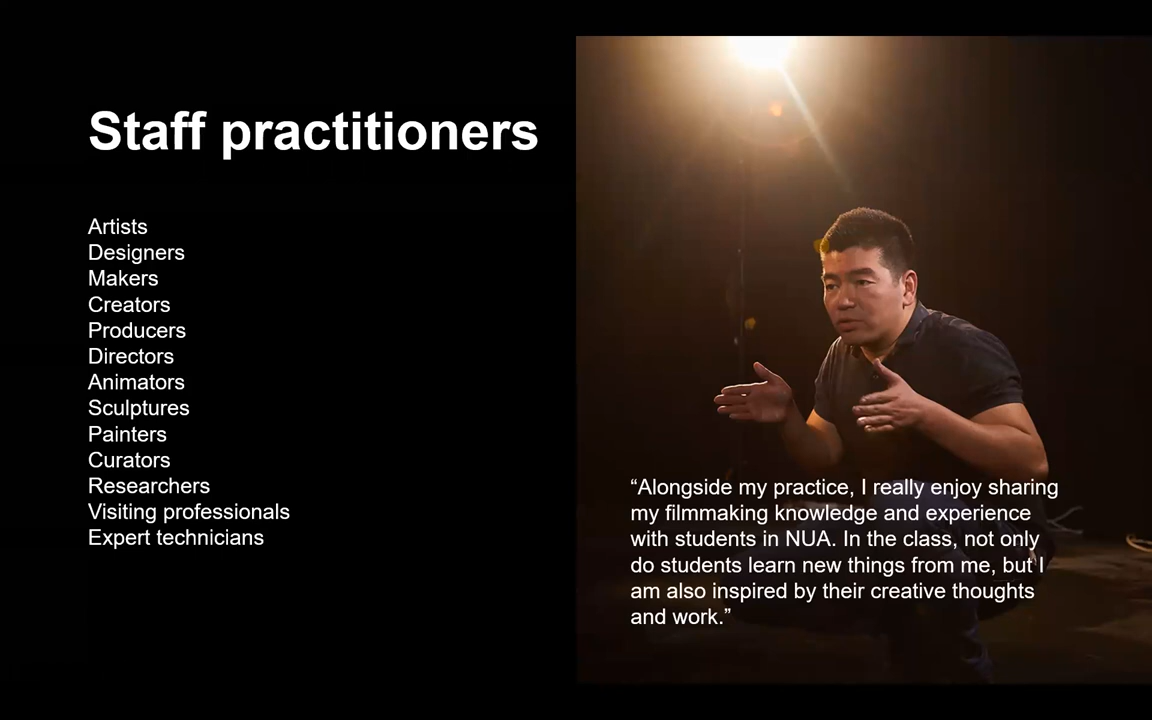 Staff practitioners
Artists
Designers
Makers
Creators
Producers
Directors
Animators
Sculptures
Painters
Curators
Researchers
Visiting professionals
Expert technicians
“Alongside my practice, I really enjoy sharing
my filmmaking knowledge and experience
with students in NUA. In the class, not only
do students learn new things from me, but I
am also inspired by their creative thoughts
and work.”